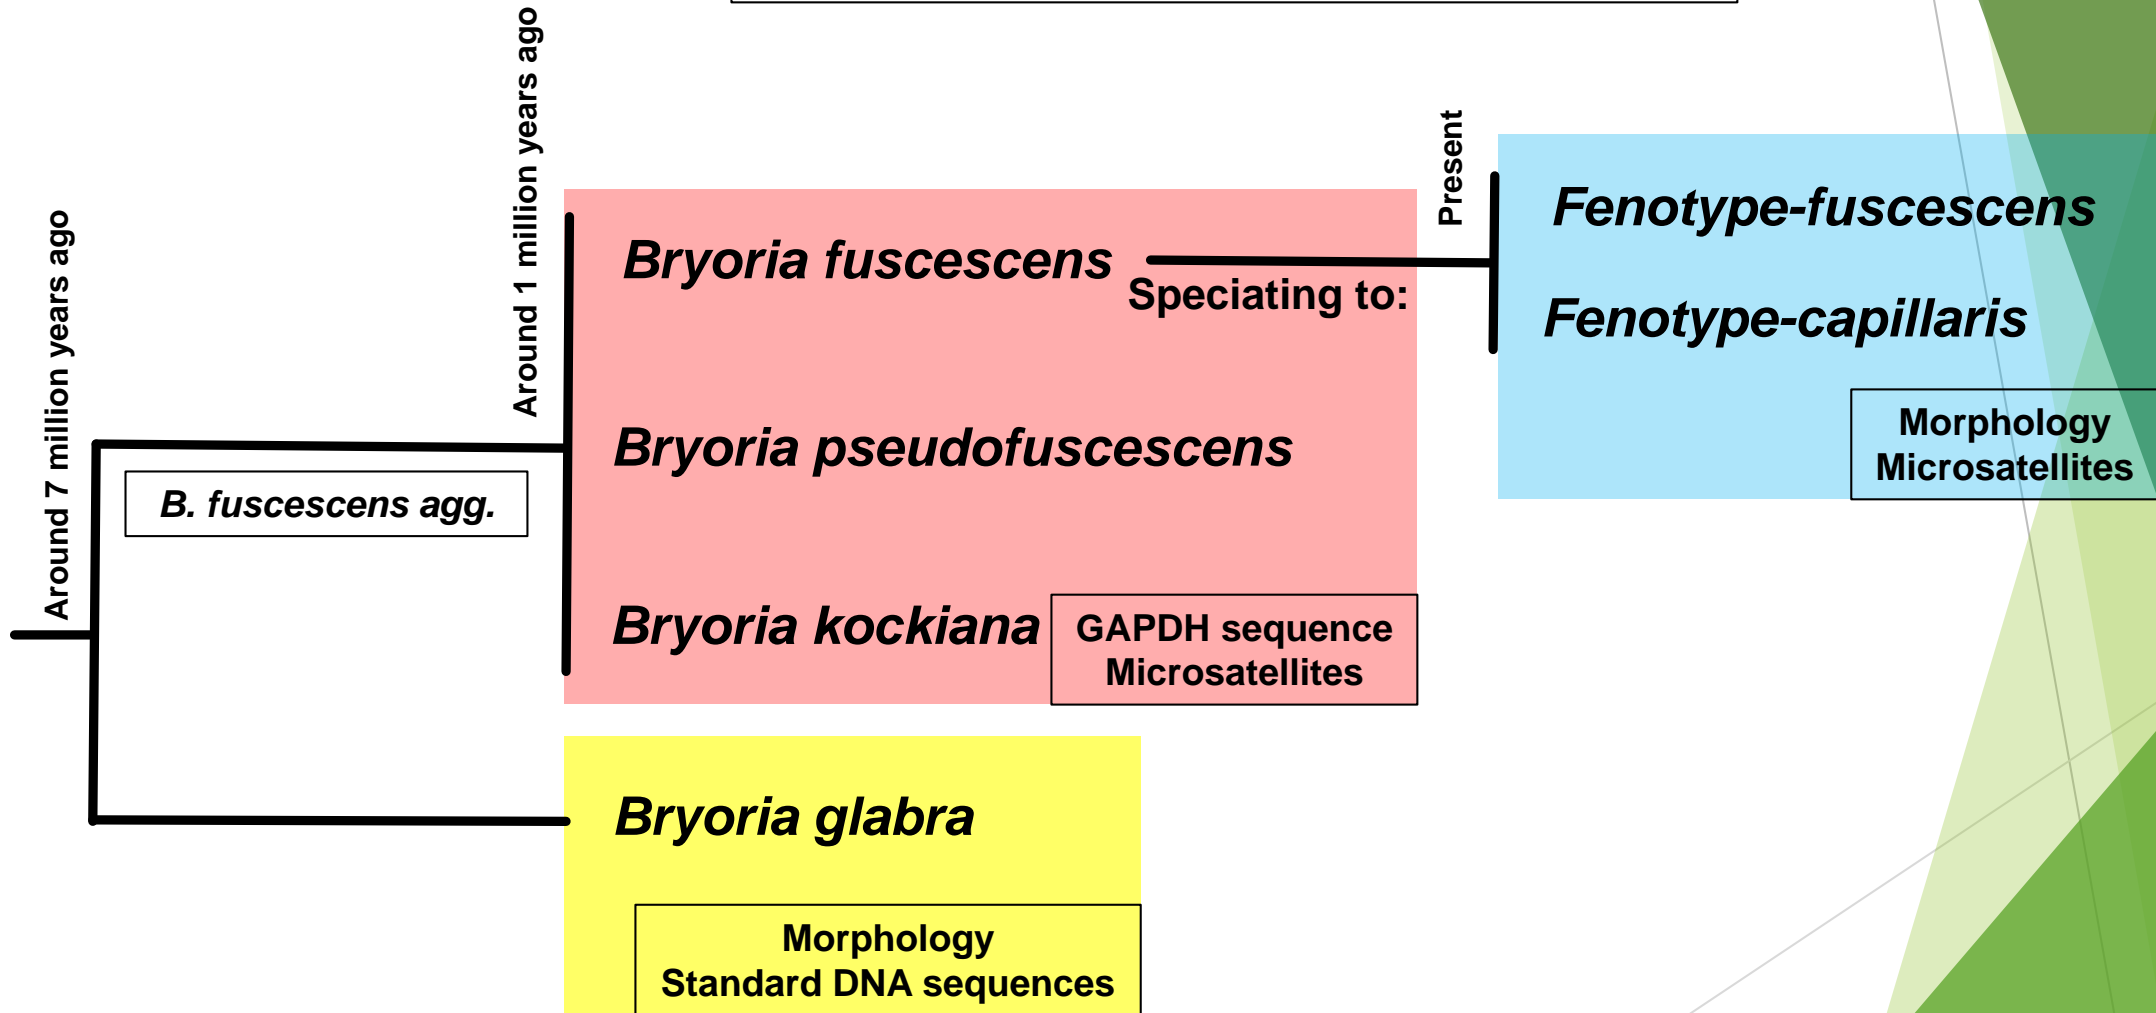 Around 7 million years ago
Around 1 million years ago
Present
B. fuscescens agg.
Bryoria fuscescens
Speciating to:
Fenotype-fuscescens
Fenotype-capillaris
Morphology
Microsatellites
Bryoria pseudofuscescens
Bryoria kockiana
GAPDH sequence
Microsatellites
Bryoria glabra
Morphology
Standard DNA sequences